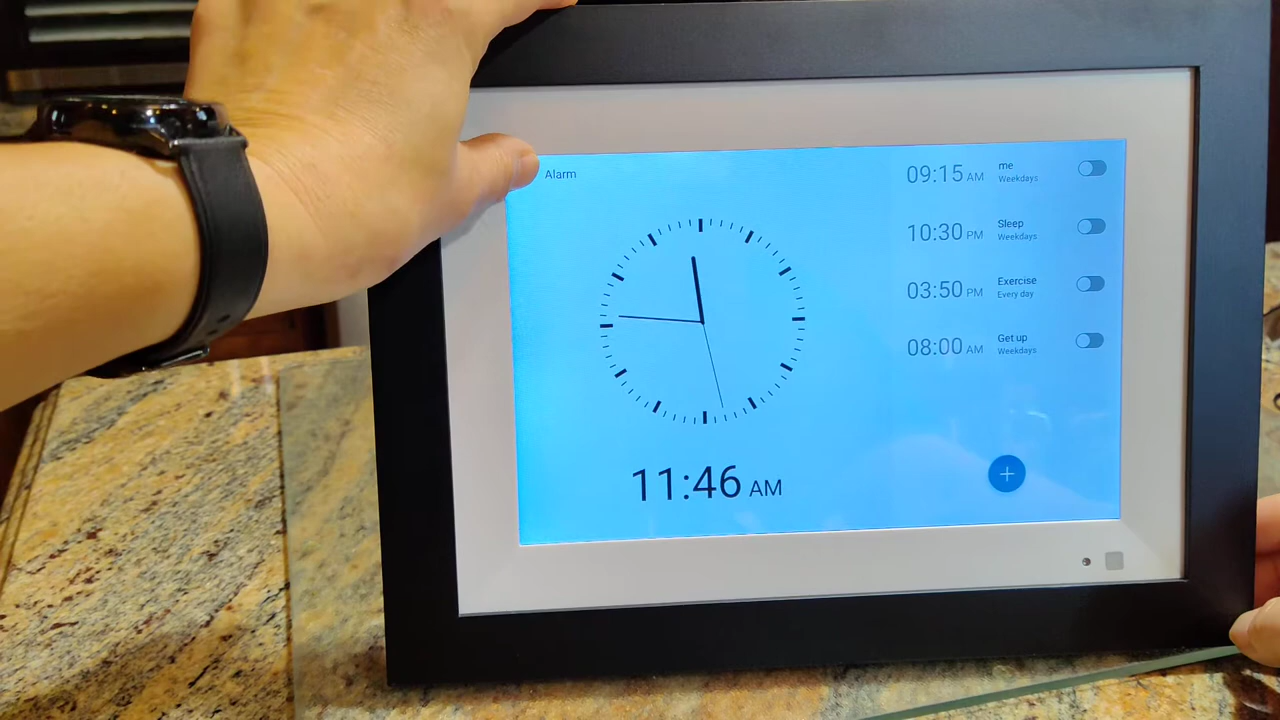 Alarm
11:46 AM
09:15 AM me
Weekdays
10:30 PM Sleep
Weekdays
03:50 PM Exercise
Every day
08:00 AM Get up
Weekdays
+